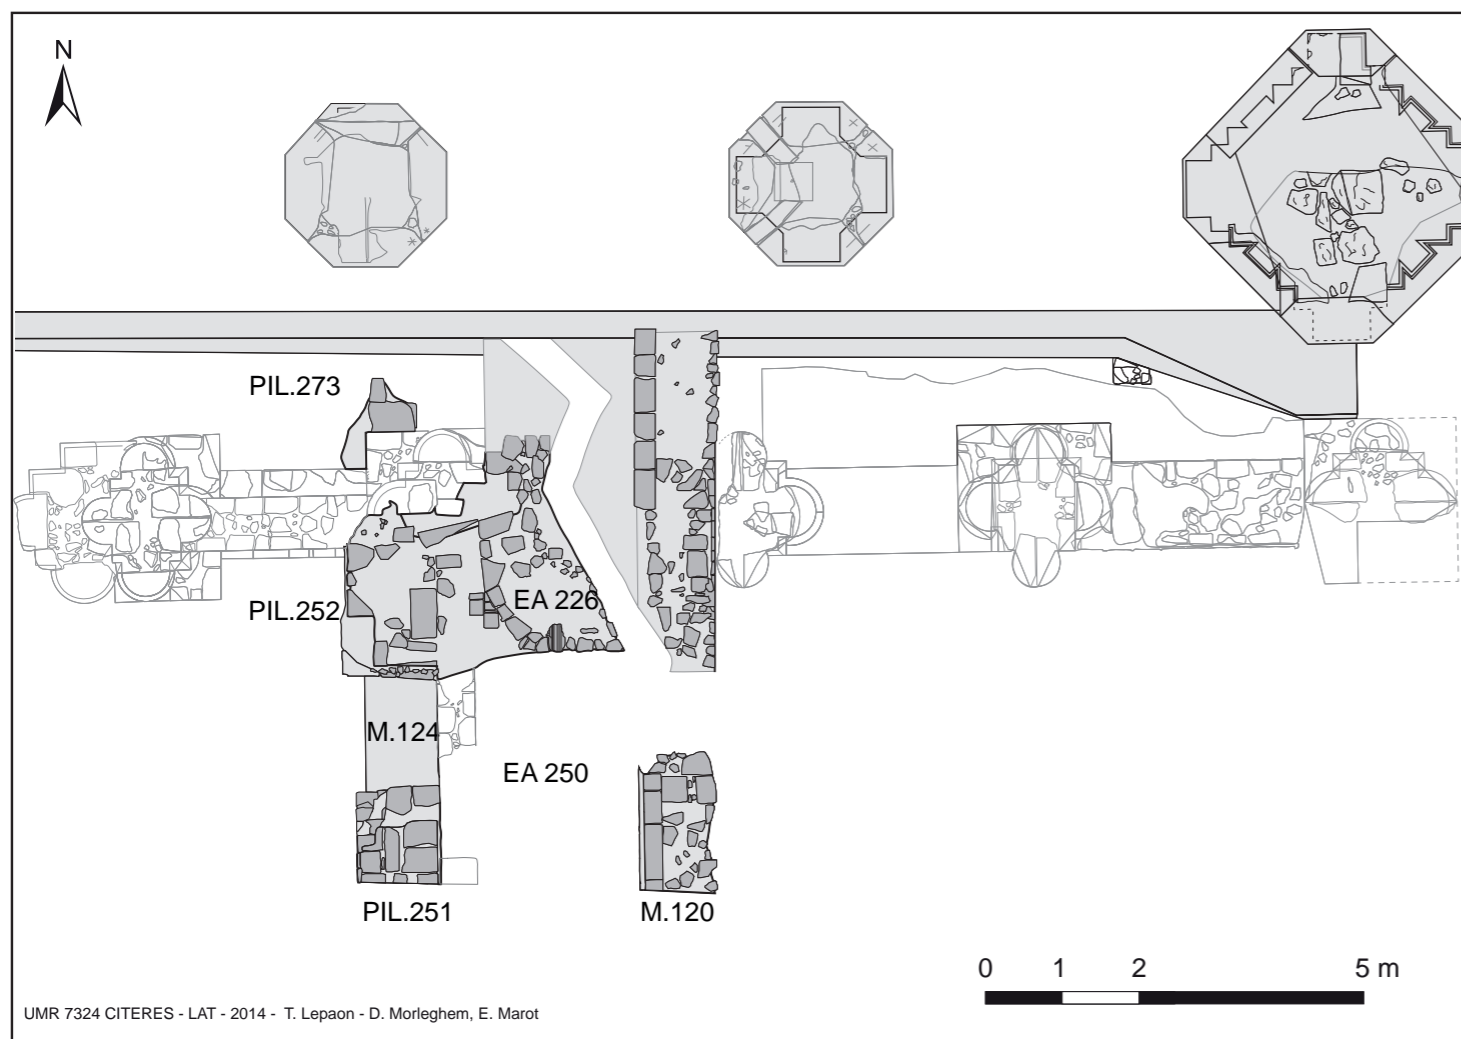 N
PIL.273
PIL.252
EA 226
M.124
EA 250
PIL.251
M.120
0 1 2 5 m
UMR 7324 CITERES - LAT - 2014 - T. Lepaon - D. Morleghem, E. Marot